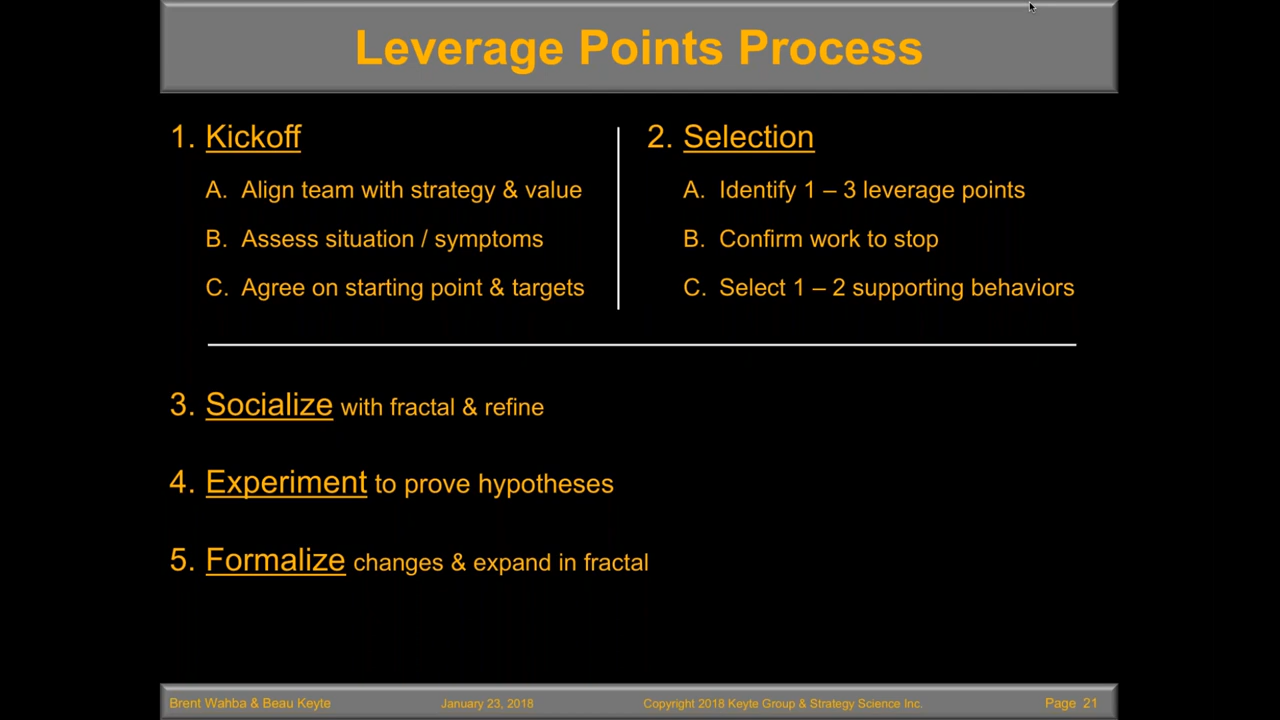 Leverage Points Process
1. Kickoff
A. Align team with strategy & value
B. Assess situation / symptoms
C. Agree on starting point & targets
2. Selection
A. Identify 1 – 3 leverage points
B. Confirm work to stop
C. Select 1 – 2 supporting behaviors
3. Socialize with fractal & refine
4. Experiment to prove hypotheses
5. Formalize changes & expand in fractal
Brent Wahba & Beau Keyte January 23, 2018 Copyright 2018 Keyte Group & Strategy Science Inc. Page 21